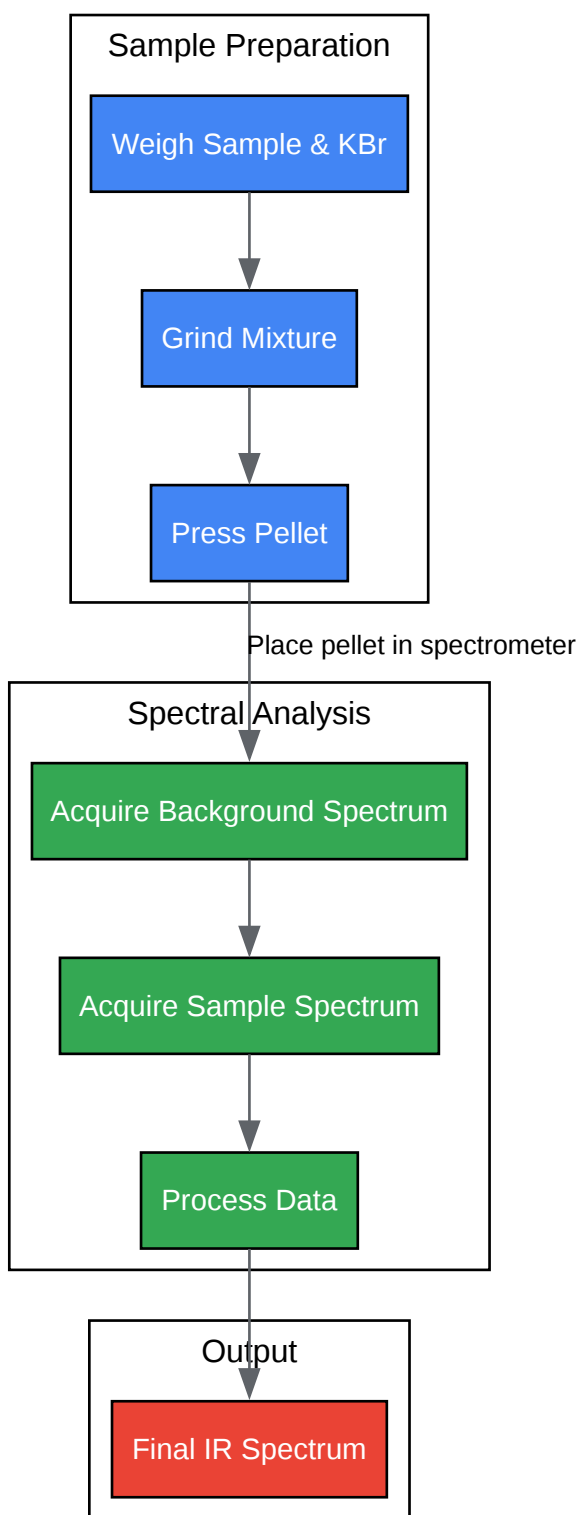 Sample Preparation
Weigh Sample & KBr
Grind Mixture
Press Pellet
Place pellet in spectrometer
Spectral Analysis
Acquire Background Spectrum
Acquire Sample Spectrum
Process Data
Output
Final IR Spectrum